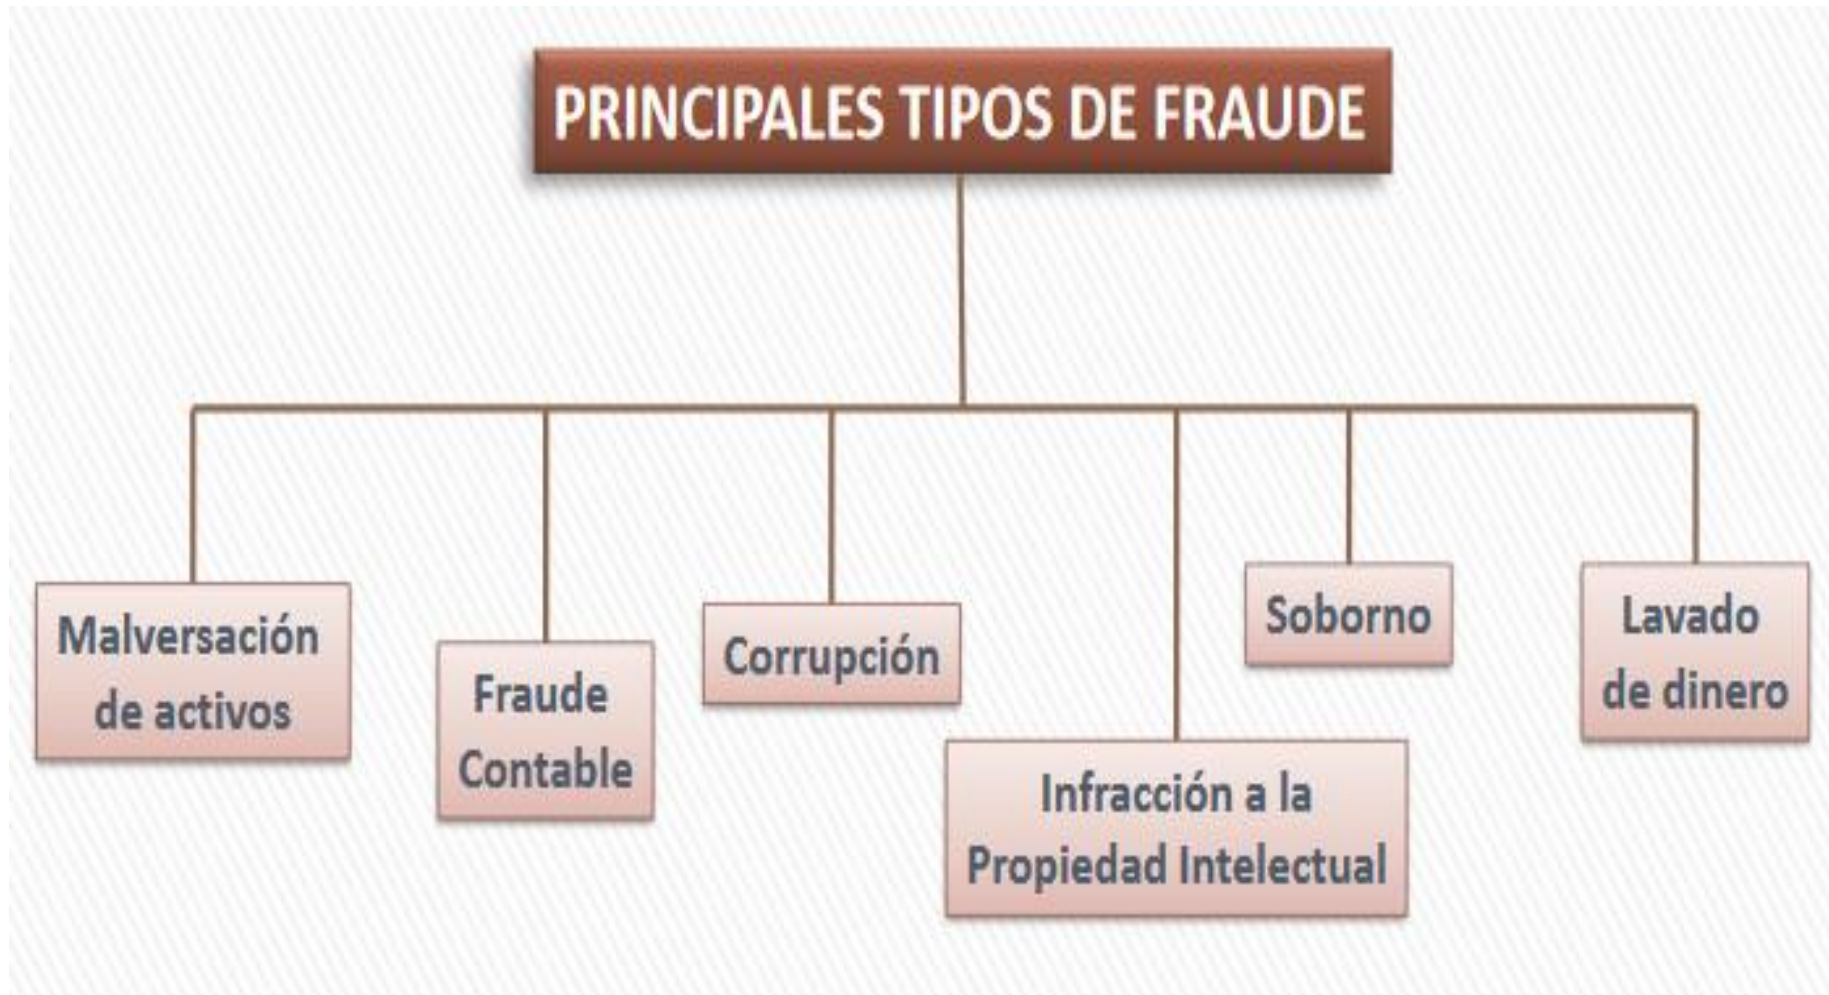 PRINCIPALES TIPOS DE FRAUDE
Malversación
de activos
Fraude
Contable
Corrupción
Infracción a la
Propiedad Intelectual
Soborno
Lavado
de dinero